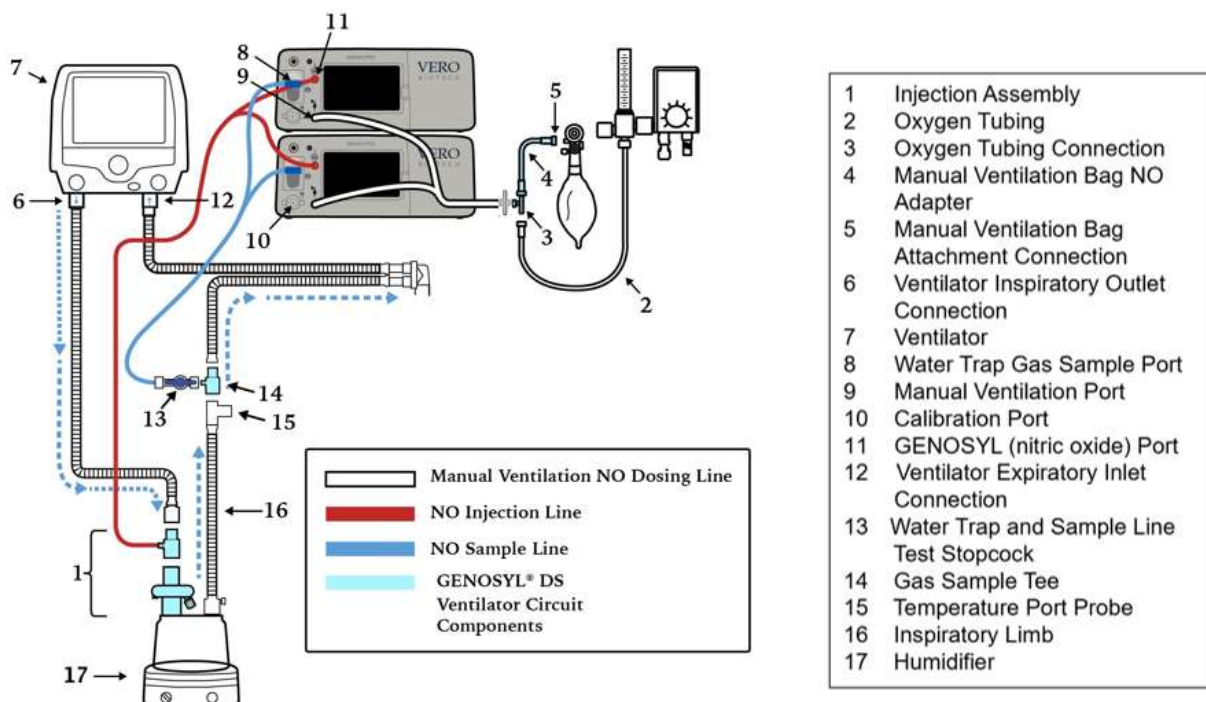 11
8
7
9
VERO
BIOTECH
5
VERO
BIOTECH
6
12
4
10
3
2
14
13
15
16
1
17
Manual Ventilation NO Dosing Line
NO Injection Line
NO Sample Line
GENOSYL® DS
Ventilator Circuit
Components
1 Injection Assembly
2 Oxygen Tubing
3 Oxygen Tubing Connection
4 Manual Ventilation Bag NO
Adapter
5 Manual Ventilation Bag
Attachment Connection
6 Ventilator Inspiratory Outlet
Connection
7 Ventilator
8 Water Trap Gas Sample Port
9 Manual Ventilation Port
10 Calibration Port
11 GENOSYL (nitric oxide) Port
12 Ventilator Expiratory Inlet
Connection
13 Water Trap and Sample Line
Test Stopcock
14 Gas Sample Tee
15 Temperature Port Probe
16 Inspiratory Limb
17 Humidifier